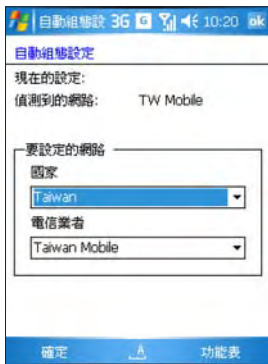 自動組態設 3G G 10:20 ok
自動組態設定
現在的設定:
偵測到的網路: TW Mobile
要設定的網路
國家
Taiwan
電信業者
Taiwan Mobile
確定 功能表